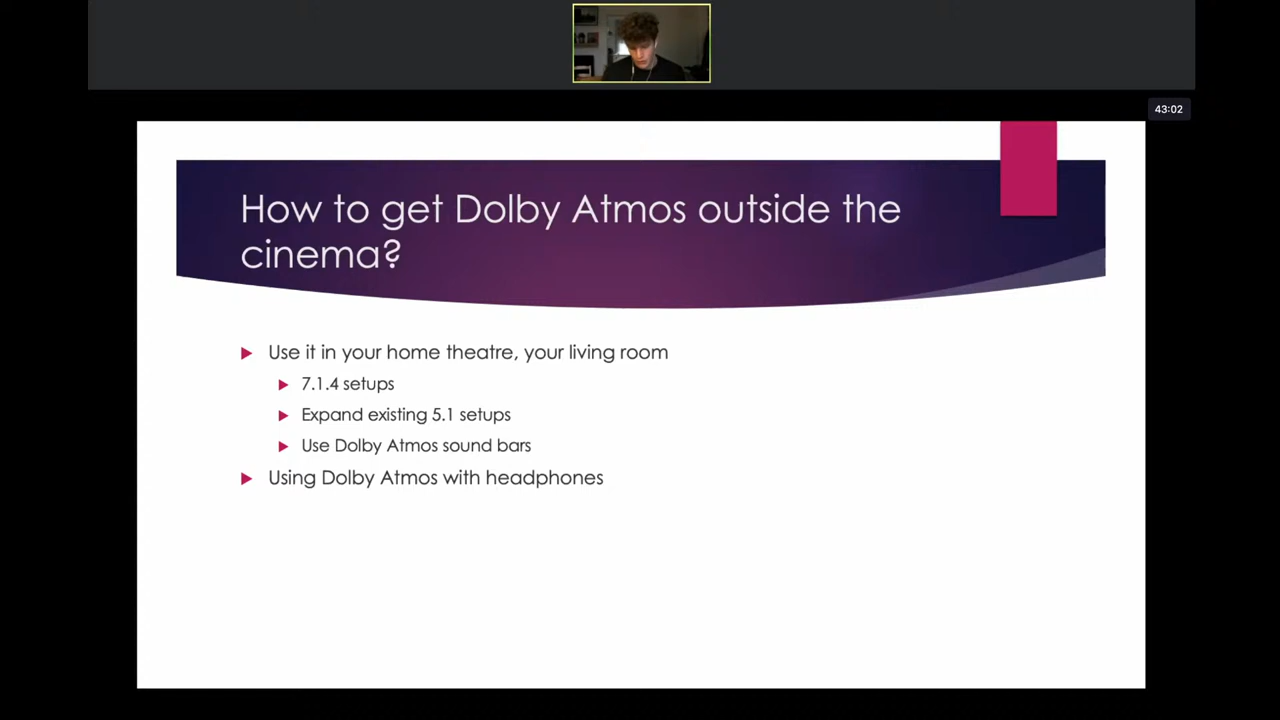 43:02
How to get Dolby Atmos outside the
cinema?
Use it in your home theatre, your living room
7.1.4 setups
Expand existing 5.1 setups
Use Dolby Atmos sound bars
Using Dolby Atmos with headphones